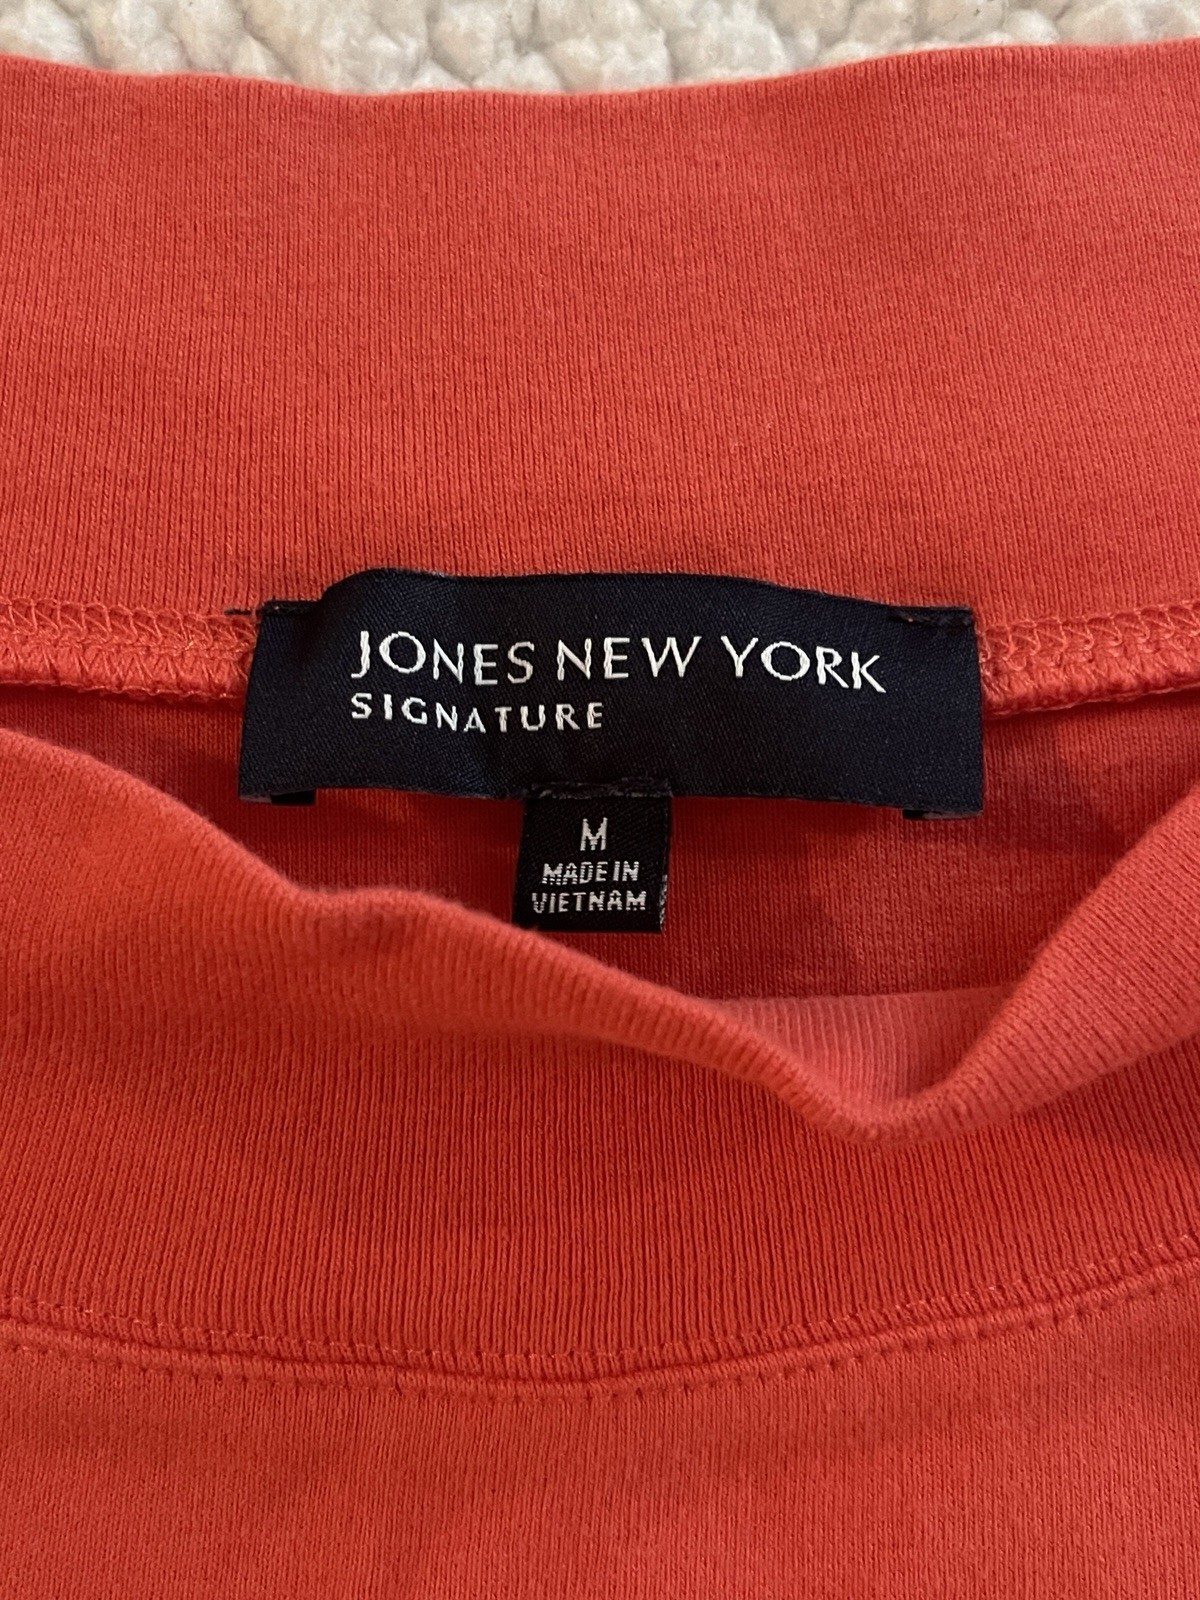 JONES NEW YORK
SIGNATURE
M
MADE IN
VIETNAM